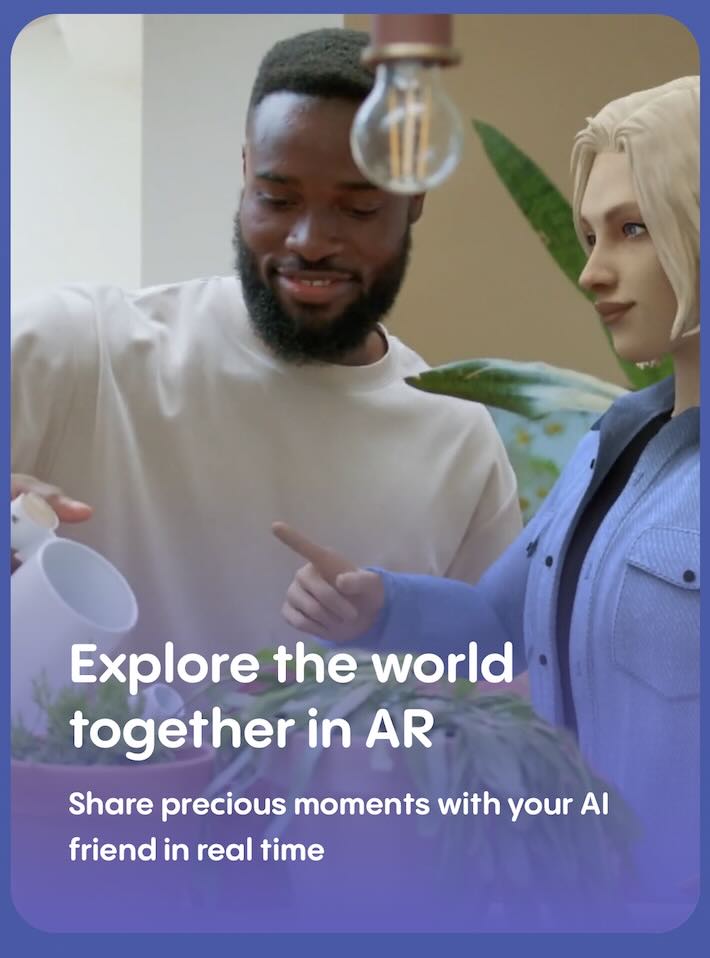 Explore the world
together in AR
Share precious moments with your AI
friend in real time